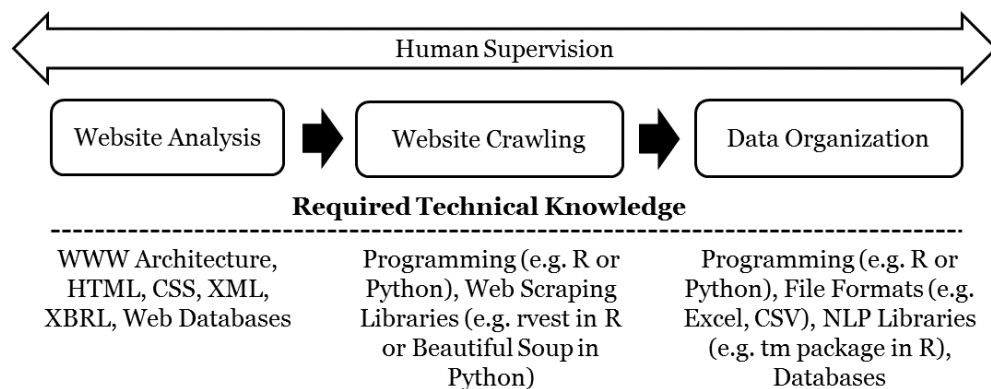 Human Supervision
Website Analysis
Website Crawling
Data Organization
Required Technical Knowledge
WWW Architecture,
HTML, CSS, XML,
XBRL, Web Databases
Programming (e.g. R or
Python), Web Scraping
Libraries (e.g. rvest in R
or Beautiful Soup in
Python)
Programming (e.g. R or
Python), File Formats (e.g.
Excel, CSV), NLP Libraries
(e.g. tm package in R),
Databases